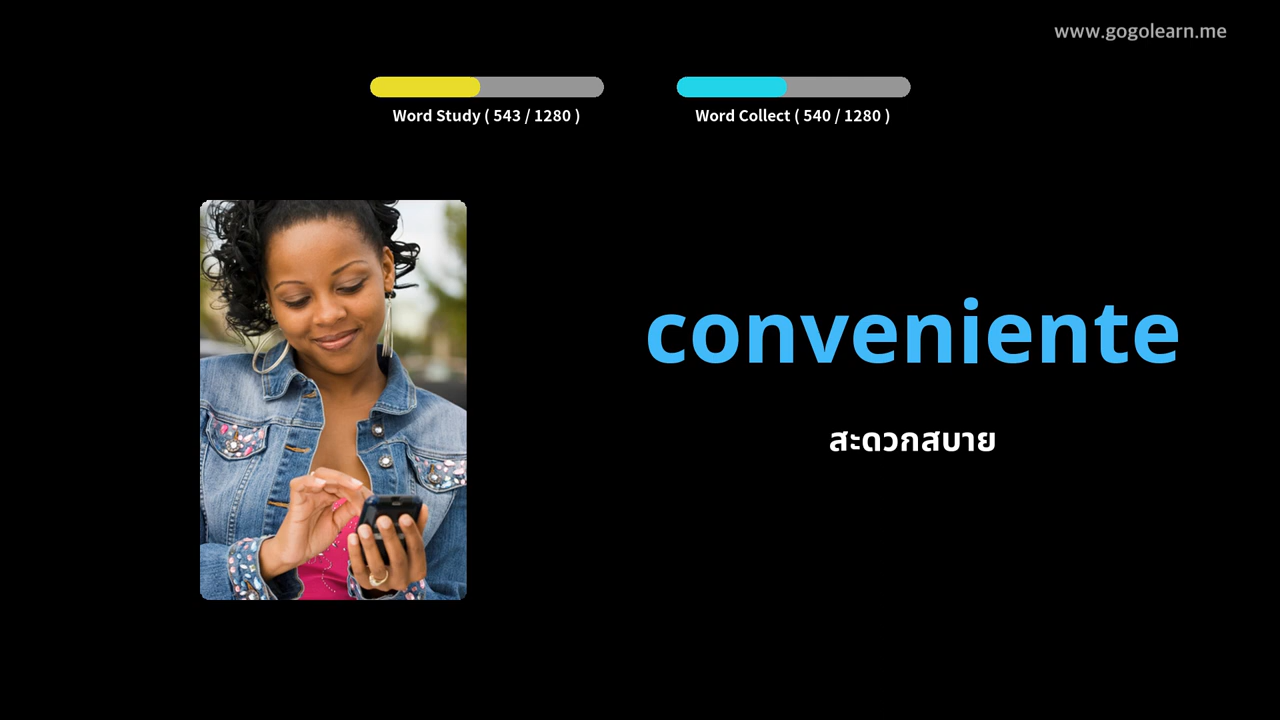 www.gogolearn.me
Word Study ( 543 / 1280 )
Word Collect ( 540 / 1280 )
conveniente
สะดวกสบาย